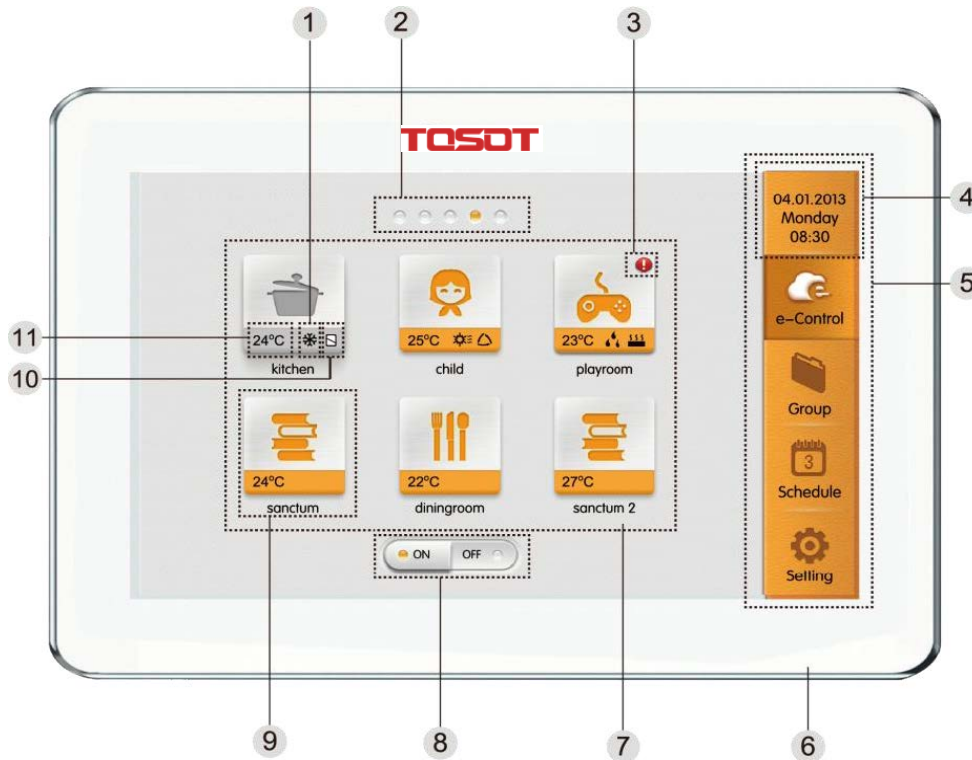 1
2
3
TOSOT
04.01.2013
Monday
08:30
4
5
e-Control
11
24°C
25°C
23°C
10
kitchen
child
playroom
Group
3
Schedule
24°C
22°C
27°C
sanctum
diningroom
sanctum 2
ON
OFF
Setting
9
8
7
6